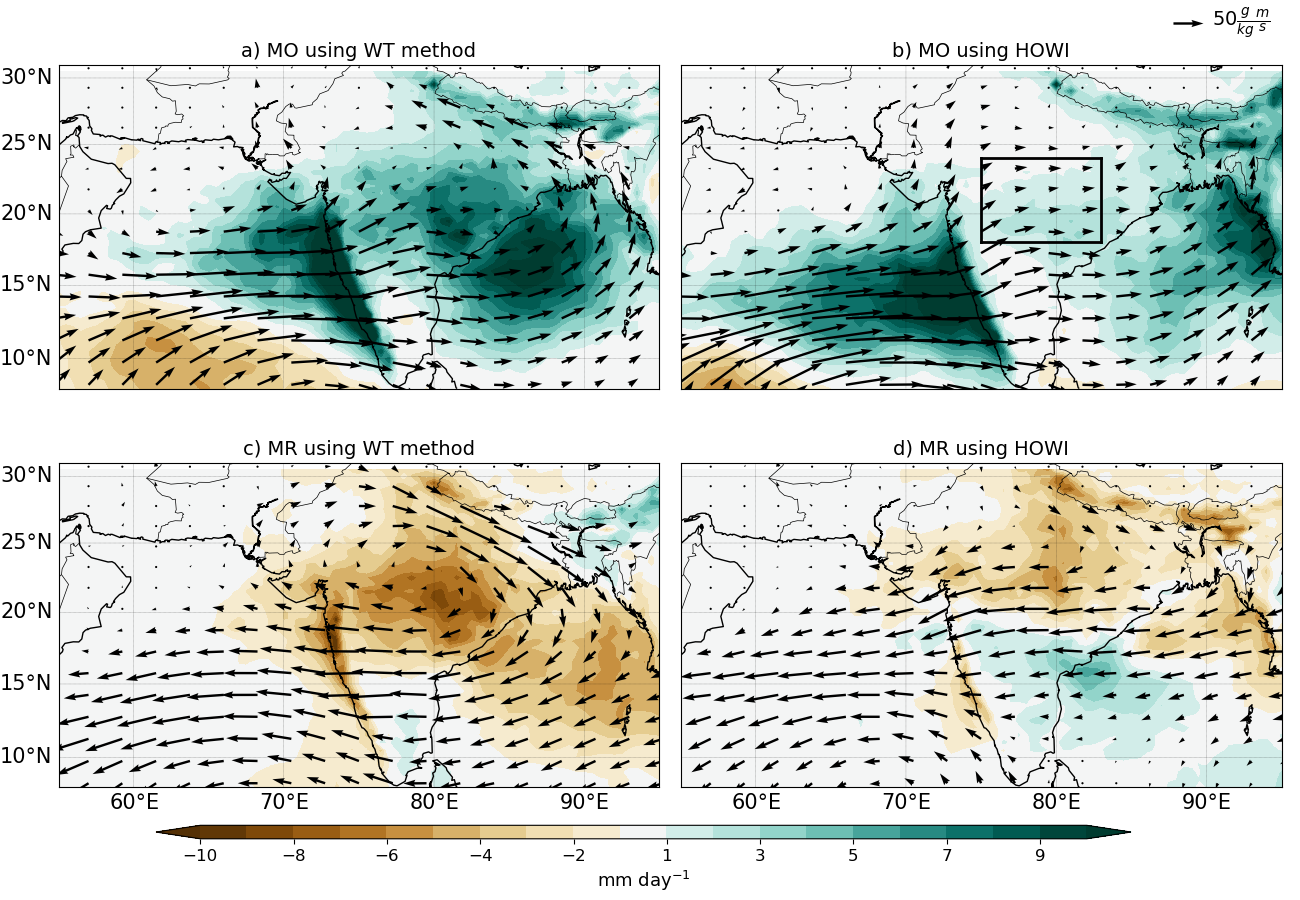 50 g/kg m/s
a) MO using WT method
b) MO using HOWI
30°N
25°N
20°N
15°N
10°N
c) MR using WT method
d) MR using HOWI
30°N
25°N
20°N
15°N
10°N
60°E 70°E 80°E 90°E 60°E 70°E 80°E 90°E
−10 −8 −6 −4 −2 1 3 5 7 9
mm day⁻¹